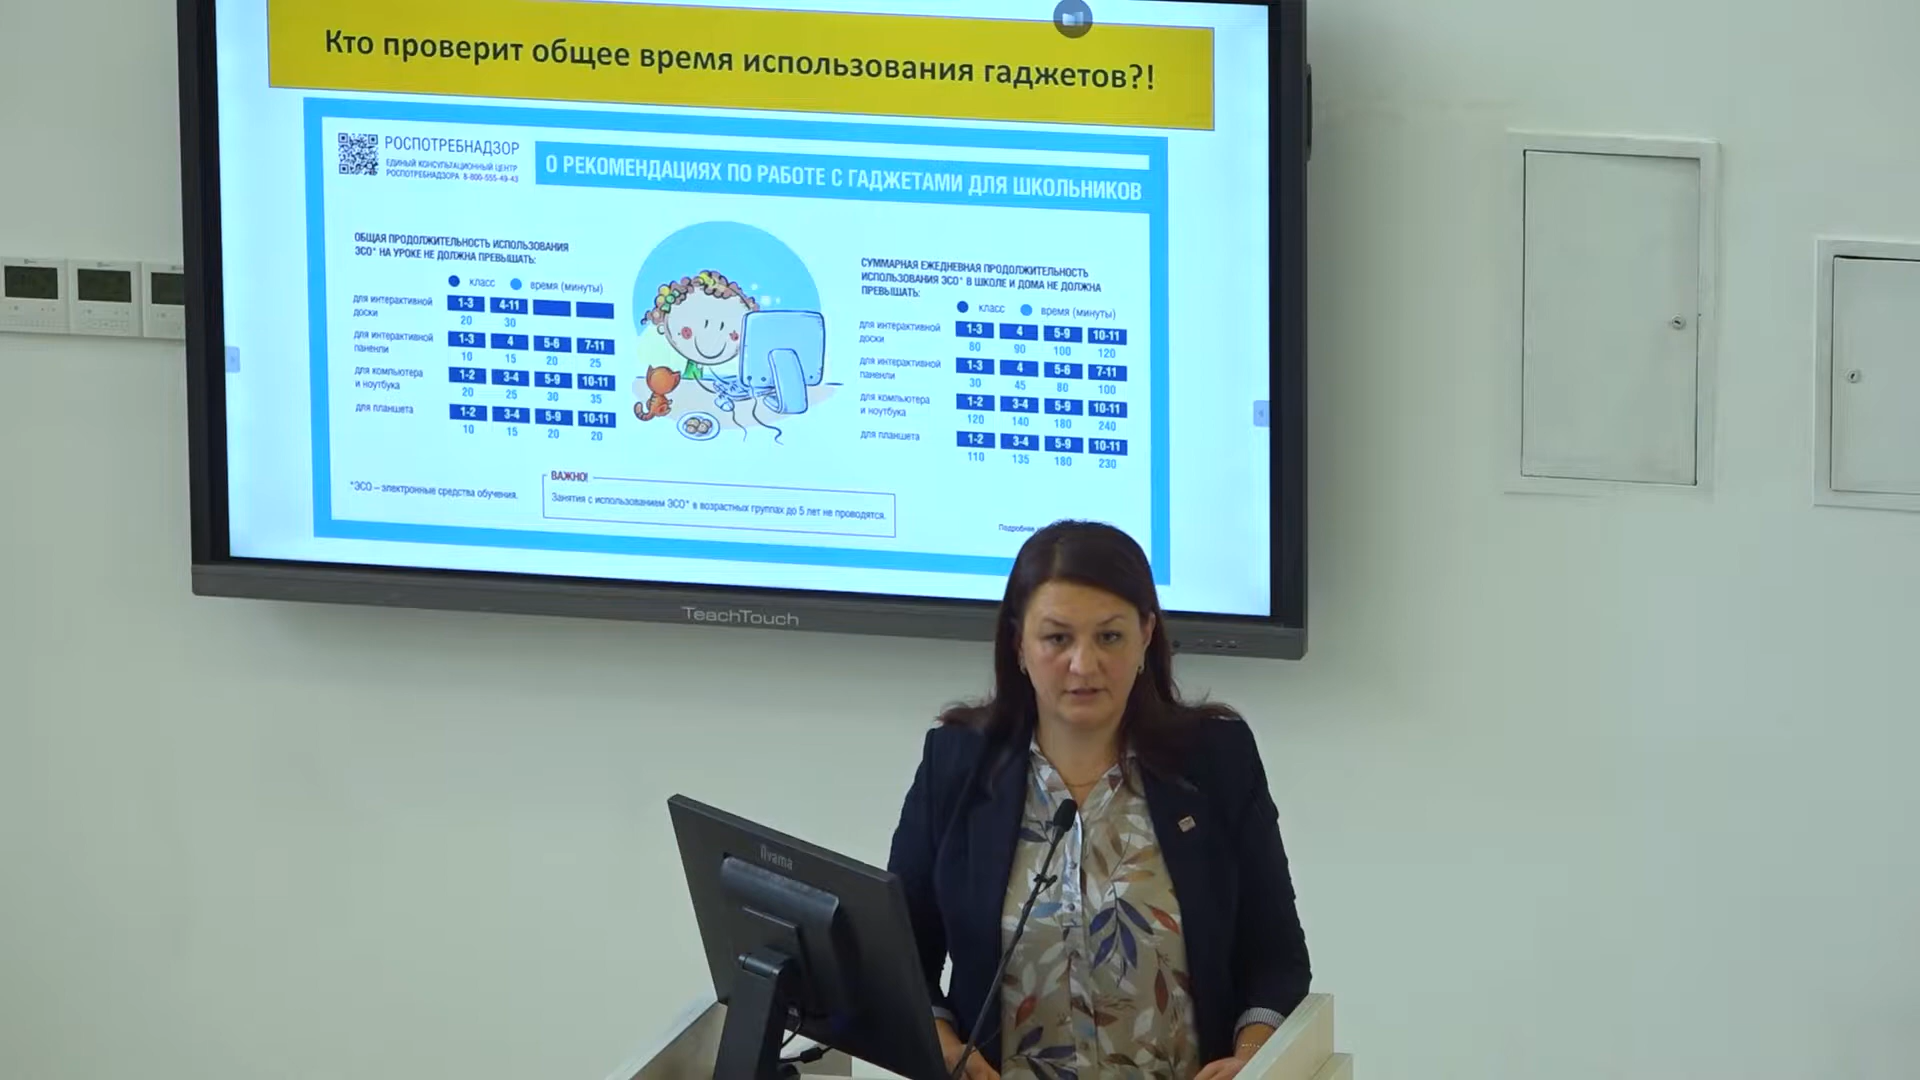 Кто проверит общее время использования гаджетов?!
РОСПОТРЕБНАДЗОР
ЕДИНЫЙ КОНСУЛЬТАЦИОННЫЙ ЦЕНТР
РОСПОТРЕБНАДЗОРА 8-800-555-49-43
О РЕКОМЕНДАЦИЯХ ПО РАБОТЕ С ГАДЖЕТАМИ ДЛЯ ШКОЛЬНИКОВ
ОБЩАЯ ПРОДОЛЖИТЕЛЬНОСТЬ ИСПОЛЬЗОВАНИЯ
ЭСО* НА УРОКЕ НЕ ДОЛЖНА ПРЕВЫШАТЬ:
класс время (минуты)
для интерактивной
доски
1-3 4-11
20 30
для интерактивной
паненли
1-3 4 5-6 7-11
10 15 20 25
для компьютера
и ноутбука
1-2 3-4 5-9 10-11
20 25 30 35
для планшета
1-2 3-4 5-9 10-11
10 15 20 20
СУММАРНАЯ ЕЖЕДНЕВНАЯ ПРОДОЛЖИТЕЛЬНОСТЬ
ИСПОЛЬЗОВАНИЯ ЭСО* В ШКОЛЕ И ДОМА НЕ ДОЛЖНА
ПРЕВЫШАТЬ:
класс время (минуты)
для интерактивной
доски
1-3 4 5-9 10-11
80 90 100 120
для интерактивной
паненли
1-3 4 5-6 7-11
30 45 80 100
для компьютера
и ноутбука
1-2 3-4 5-9 10-11
120 140 180 240
для планшета
1-2 3-4 5-9 10-11
110 135 180 230
*ЭСО – электронные средства обучения.
ВАЖНО!
Занятия с использованием ЭСО* в возрастных группах до 5 лет не проводятся.
Подробнее
TeachTouch
iiyama